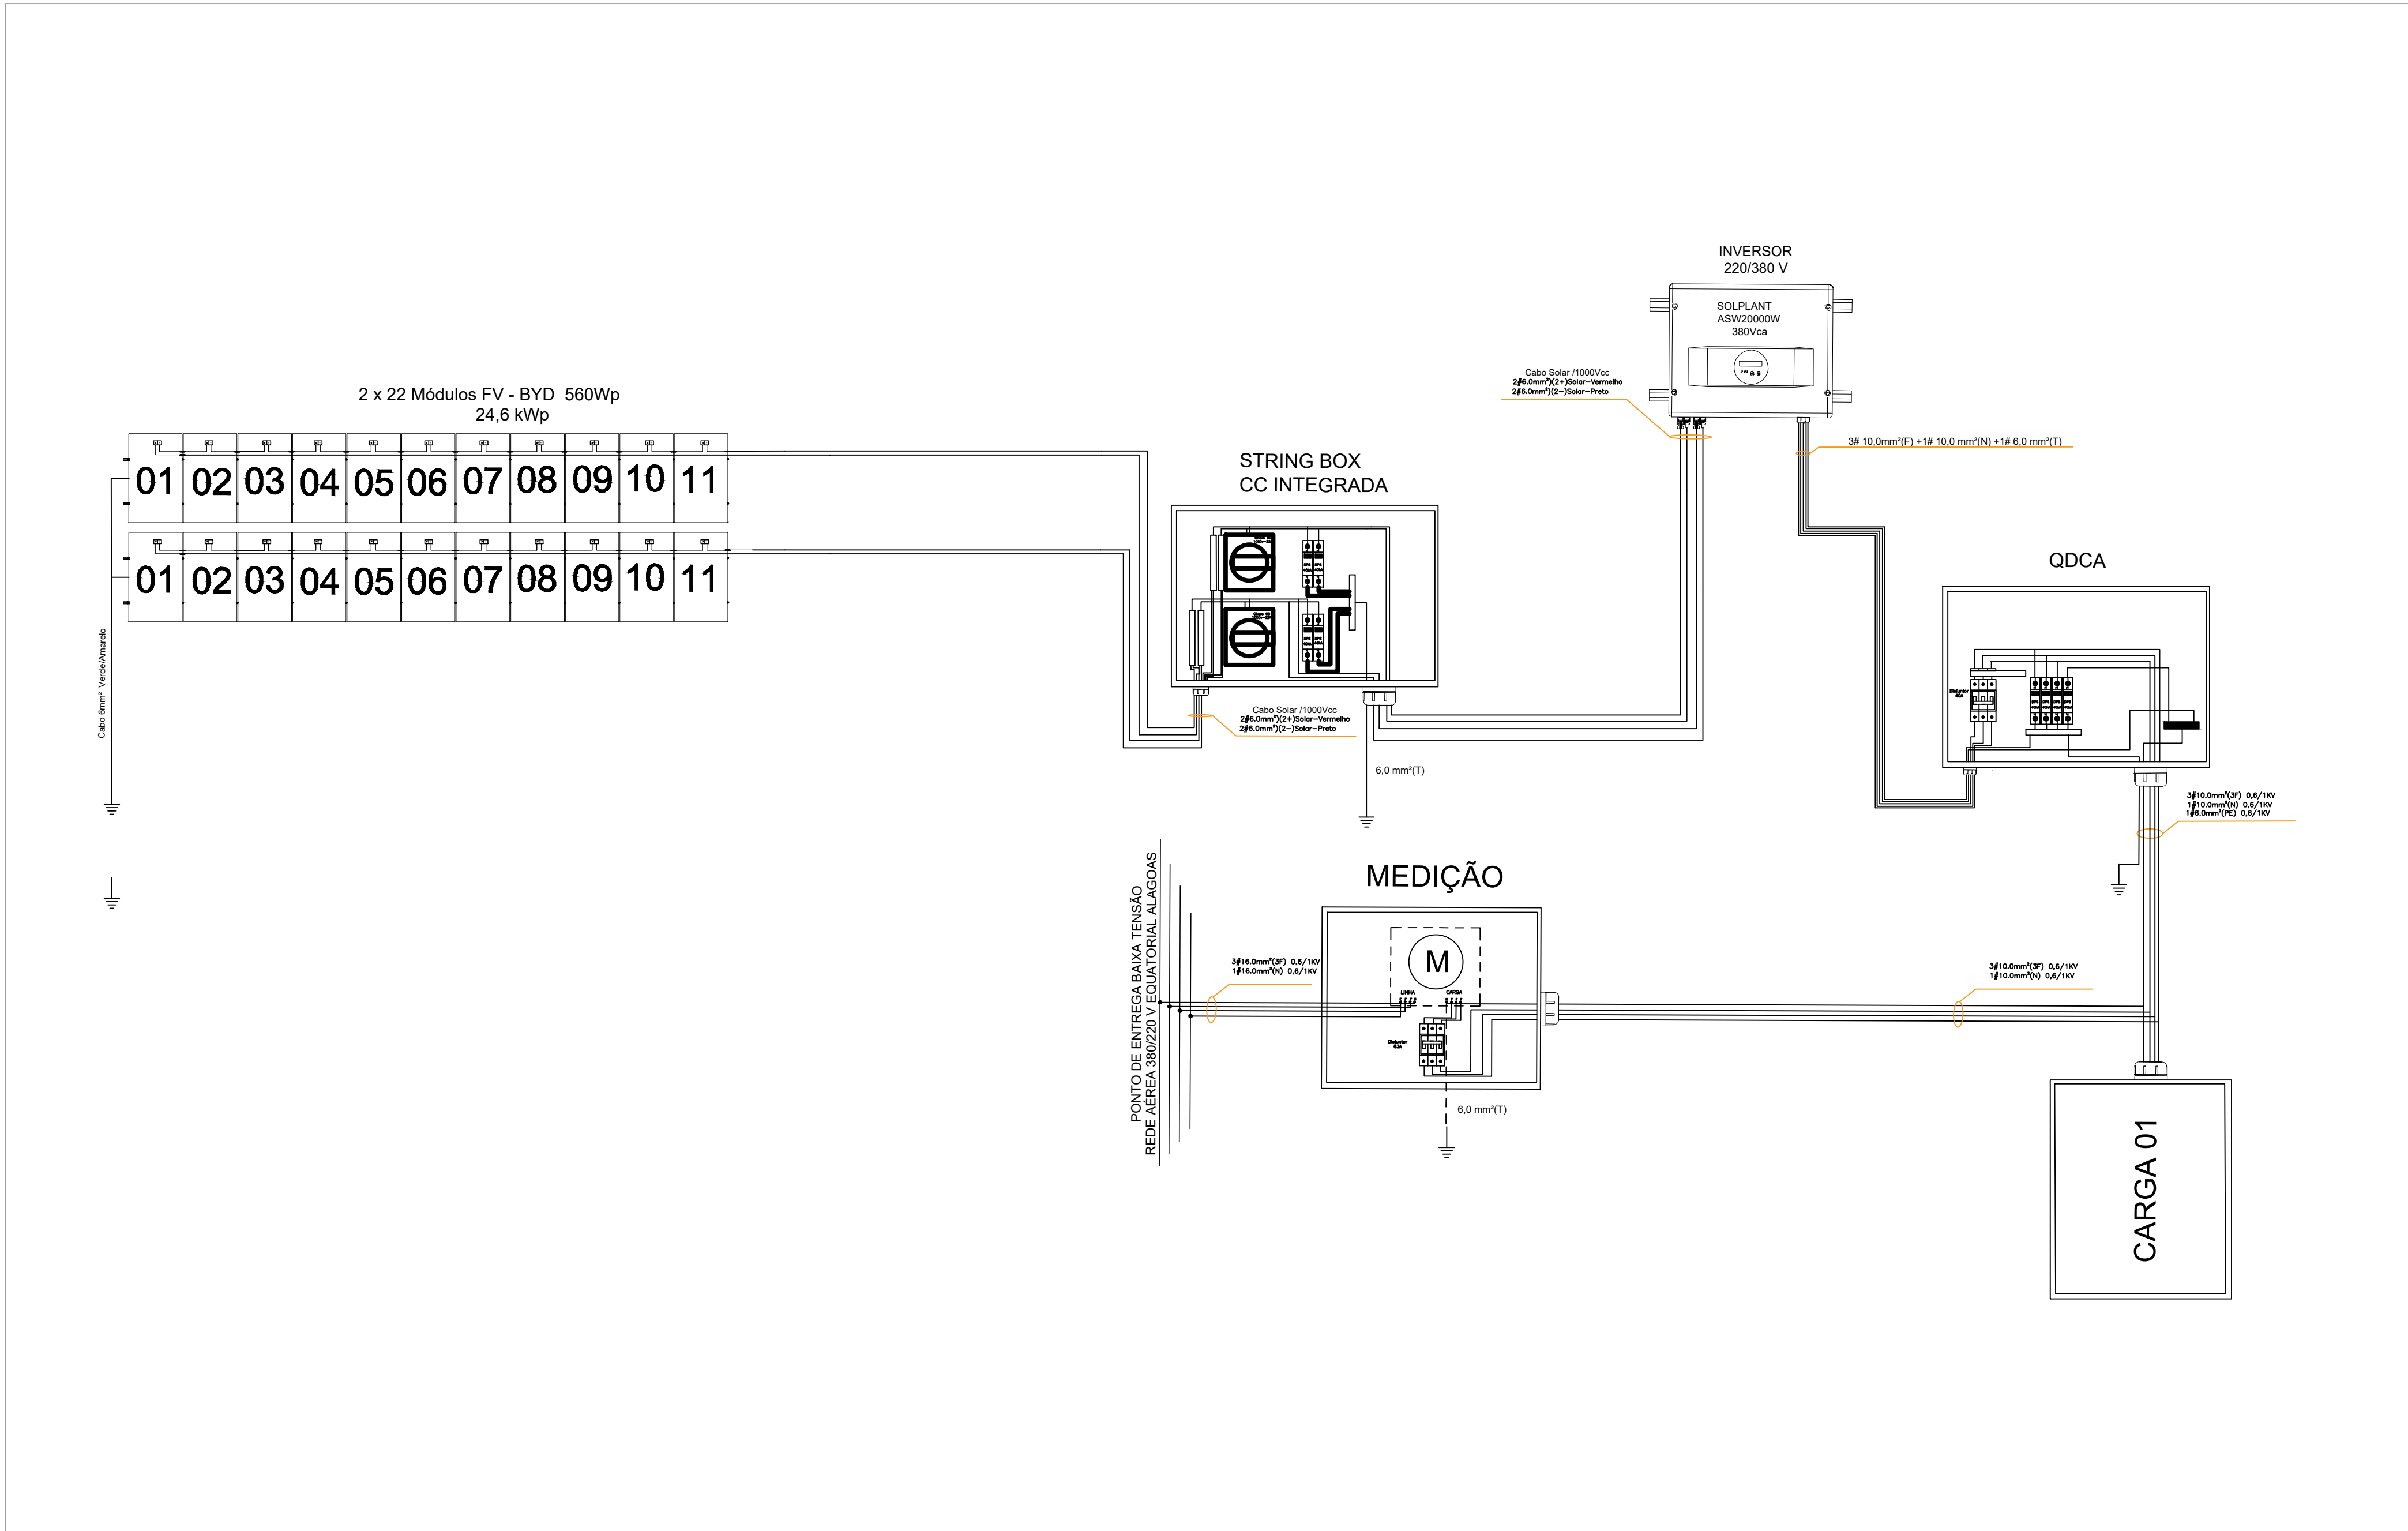 INVERSOR
220/380 V
SOLPLANT
ASW20000W
380Vca
Cabo Solar /1000Vcc
2#6.0mm²)(2+)Solar-Vermelho
2#6.0mm²)(2-)Solar-Preto
3# 10,0mm²(F) +1# 10,0 mm²(N) +1# 6,0 mm²(T)
2 x 22 Módulos FV - BYD 560Wp
24,6 kWp
01 02 03 04 05 06 07 08 09 10 11
01 02 03 04 05 06 07 08 09 10 11
Cabo 6mm² Verde/Amarelo
STRING BOX
CC INTEGRADA
Cabo Solar /1000Vcc
2#6.0mm²)(2+)Solar-Vermelho
2#6.0mm²)(2-)Solar-Preto
6,0 mm²(T)
QDCA
Disjuntor
40A
3#10.0mm²(3F) 0,6/1KV
1#10.0mm²(N) 0,6/1KV
1#6.0mm²(PE) 0,6/1KV
MEDIÇÃO
M
LINHA
CARGA
Disjuntor
63A
6,0 mm²(T)
PONTO DE ENTREGA BAIXA TENSÃO
REDE AÉREA 380/220 V EQUATORIAL ALAGOAS
3#16.0mm²(3F) 0,6/1KV
1#16.0mm²(N) 0,6/1KV
3#10.0mm²(3F) 0,6/1KV
1#10.0mm²(N) 0,6/1KV
CARGA 01